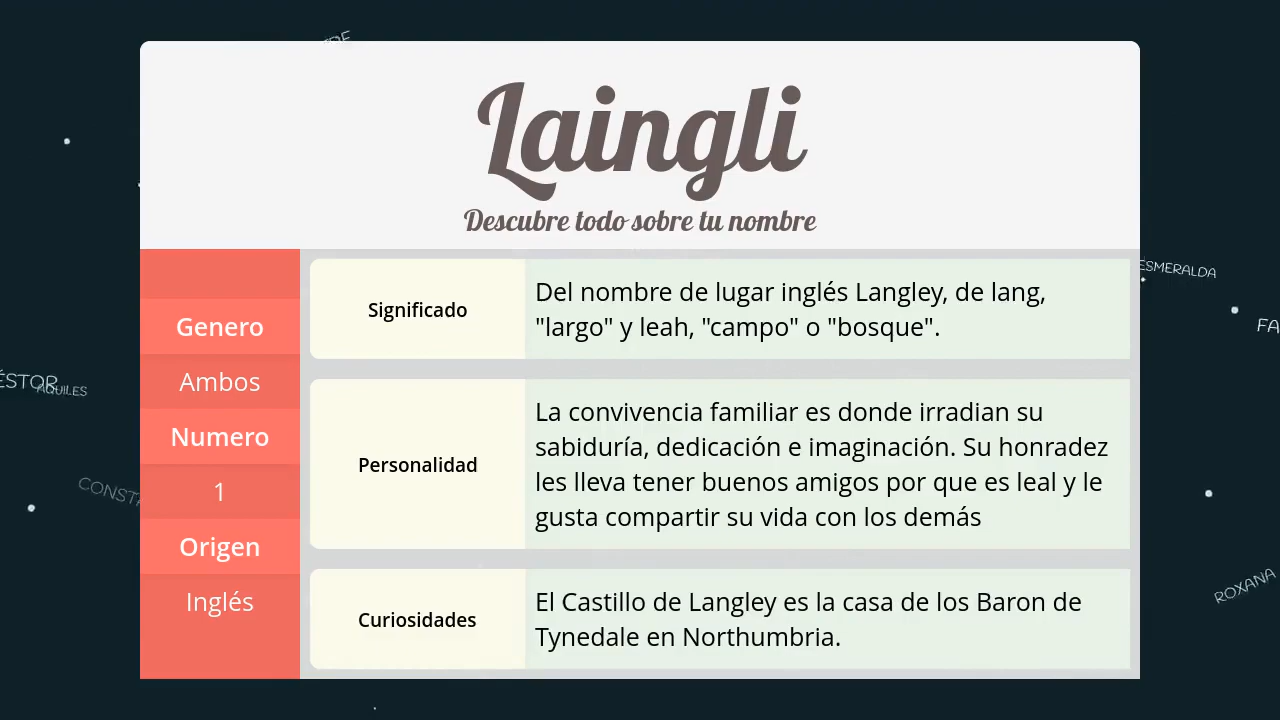 Laingli
Descubre todo sobre tu nombre
Genero
Ambos
Numero
1
Origen
Inglés
Significado
Del nombre de lugar inglés Langley, de lang,
"largo" y leah, "campo" o "bosque".
Personalidad
La convivencia familiar es donde irradian su
sabiduría, dedicación e imaginación. Su honradez
les lleva tener buenos amigos por que es leal y le
gusta compartir su vida con los demás
Curiosidades
El Castillo de Langley es la casa de los Baron de
Tynedale en Northumbria.
ESMERALDA
AQUILES
ROXANA